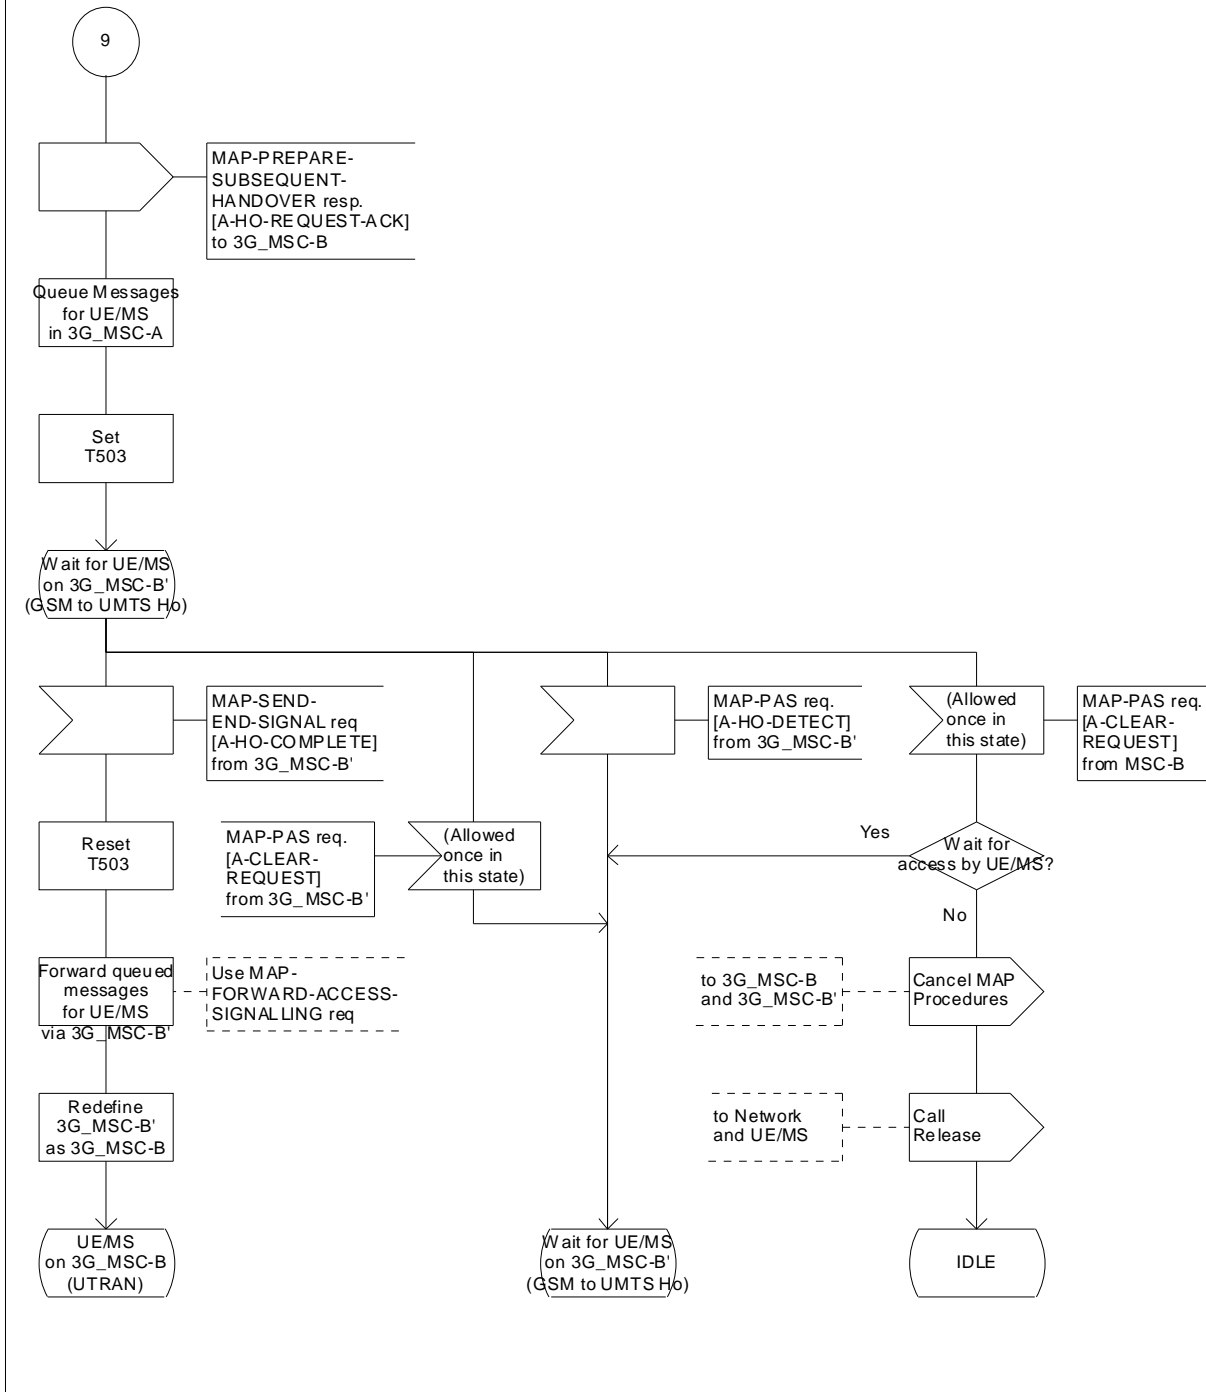 9
MAP-PREPARE-
SUBSEQUENT-
HANDOVER resp.
[A-HO-REQUEST-ACK]
to 3G_MSC-B
Queue Messages
for UE/MS
in 3G_MSC-A
Set
T503
Wait for UE/MS
on 3G_MSC-B'
(GSM to UMTS Ho)
MAP-SEND-
END-SIGNAL req
[A-HO-COMPLETE]
from 3G_MSC-B'
MAP-PAS req.
[A-HO-DETECT]
from 3G_MSC-B'
(Allowed
once in
this state)
MAP-PAS req.
[A-CLEAR-
REQUEST]
from MSC-B
Reset
T503
MAP-PAS req.
[A-CLEAR-
REQUEST]
from 3G_MSC-B'
(Allowed
once in
this state)
Yes
Wait for
access by UE/MS?
No
Forward queued
messages
for UE/MS
via 3G_MSC-B'
Use MAP-
FORWARD-ACCESS-
SIGNALLING req
to 3G_MSC-B
and 3G_MSC-B'
Cancel MAP
Procedures
Redefine
3G_MSC-B'
as 3G_MSC-B
to Network
and UE/MS
Call
Release
UE/MS
on 3G_MSC-B
(UTRAN)
Wait for UE/MS
on 3G_MSC-B'
(GSM to UMTS Ho)
IDLE